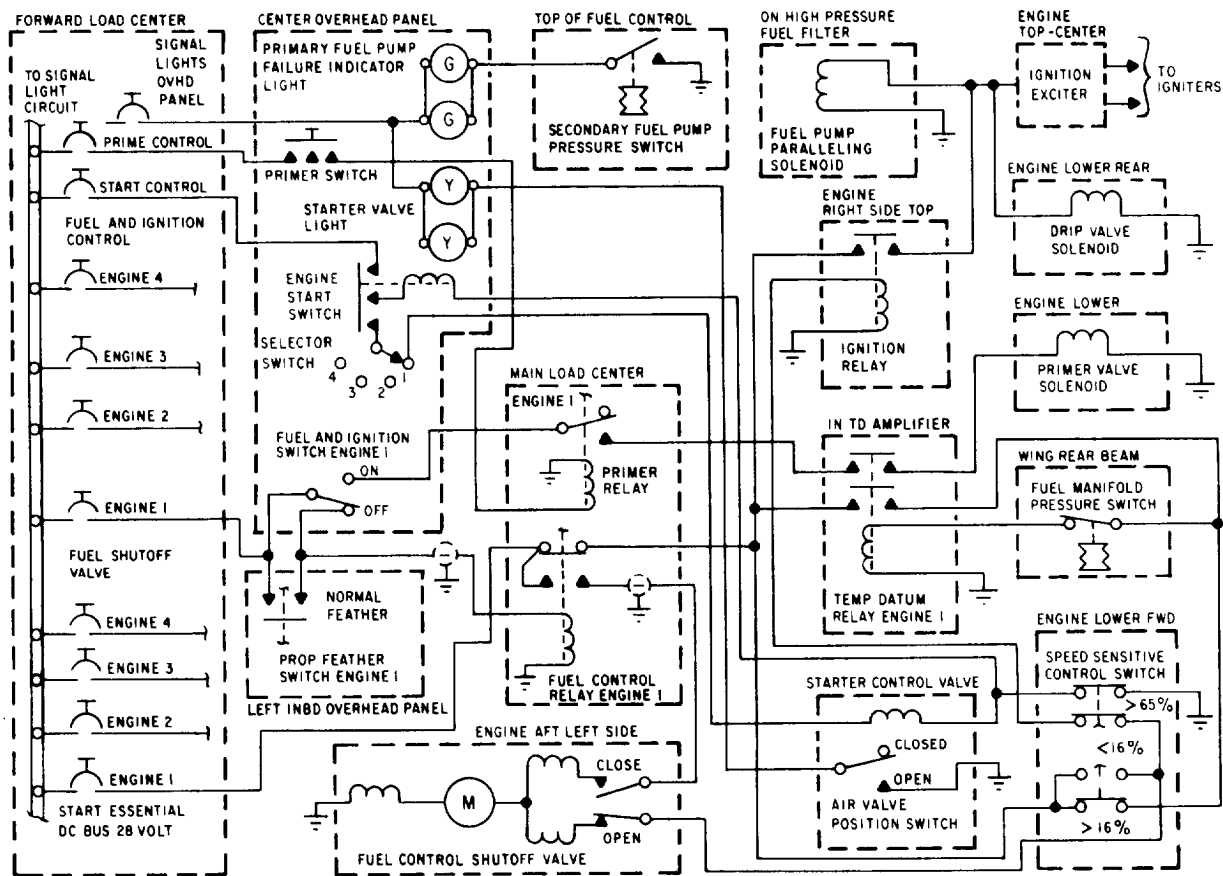 FORWARD LOAD CENTER
TO SIGNAL
LIGHT
CIRCUIT
SIGNAL
LIGHTS
OVHD
PANEL
PRIME CONTROL
START CONTROL
FUEL AND IGNITION
CONTROL
ENGINE 4
ENGINE 3
ENGINE 2
ENGINE 1
FUEL SHUTOFF
VALVE
ENGINE 4
ENGINE 3
ENGINE 2
ENGINE 1
START ESSENTIAL
DC BUS 28 VOLT
CENTER OVERHEAD PANEL
PRIMARY FUEL PUMP
FAILURE INDICATOR
LIGHT
G
G
PRIMER SWITCH
STARTER VALVE
LIGHT
Y
Y
ENGINE
START
SWITCH
SELECTOR
SWITCH
4
3
2
1
FUEL AND IGNITION
SWITCH ENGINE 1
ON
OFF
NORMAL
FEATHER
PROP FEATHER
SWITCH ENGINE 1
LEFT INBD OVERHEAD PANEL
TOP OF FUEL CONTROL
SECONDARY FUEL PUMP
PRESSURE SWITCH
MAIN LOAD CENTER
ENGINE 1
PRIMER
RELAY
FUEL CONTROL
RELAY ENGINE 1
ENGINE AFT LEFT SIDE
CLOSE
M
OPEN
FUEL CONTROL SHUTOFF VALVE
ON HIGH PRESSURE
FUEL FILTER
FUEL PUMP
PARALLELING
SOLENOID
ENGINE
RIGHT SIDE TOP
IGNITION
RELAY
IN TD AMPLIFIER
TEMP DATUM
RELAY ENGINE 1
STARTER CONTROL VALVE
CLOSED
OPEN
AIR VALVE
POSITION SWITCH
ENGINE
TOP-CENTER
IGNITION
EXCITER
TO
IGNITERS
ENGINE LOWER REAR
DRIP VALVE
SOLENOID
ENGINE LOWER
PRIMER VALVE
SOLENOID
WING REAR BEAM
FUEL MANIFOLD
PRESSURE SWITCH
ENGINE LOWER FWD
SPEED SENSITIVE
CONTROL SWITCH
>65%
<16%
>16%